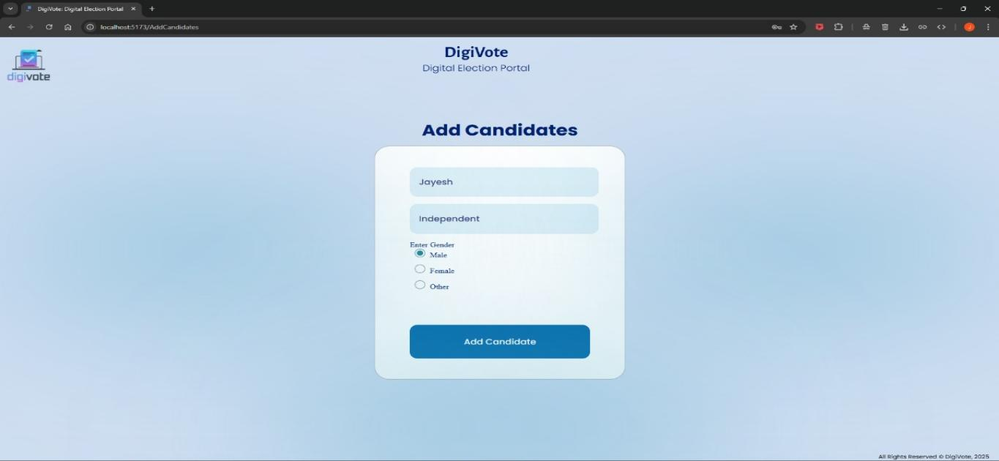 DigiVote: Digital Election Portal
localhost:5173/AddCandidates
J
digivote
DigiVote
Digital Election Portal
Add Candidates
Jayesh
Independent
Enter Gender
Male
Female
Other
Add Candidate
All Rights Reserved © DigiVote, 2025